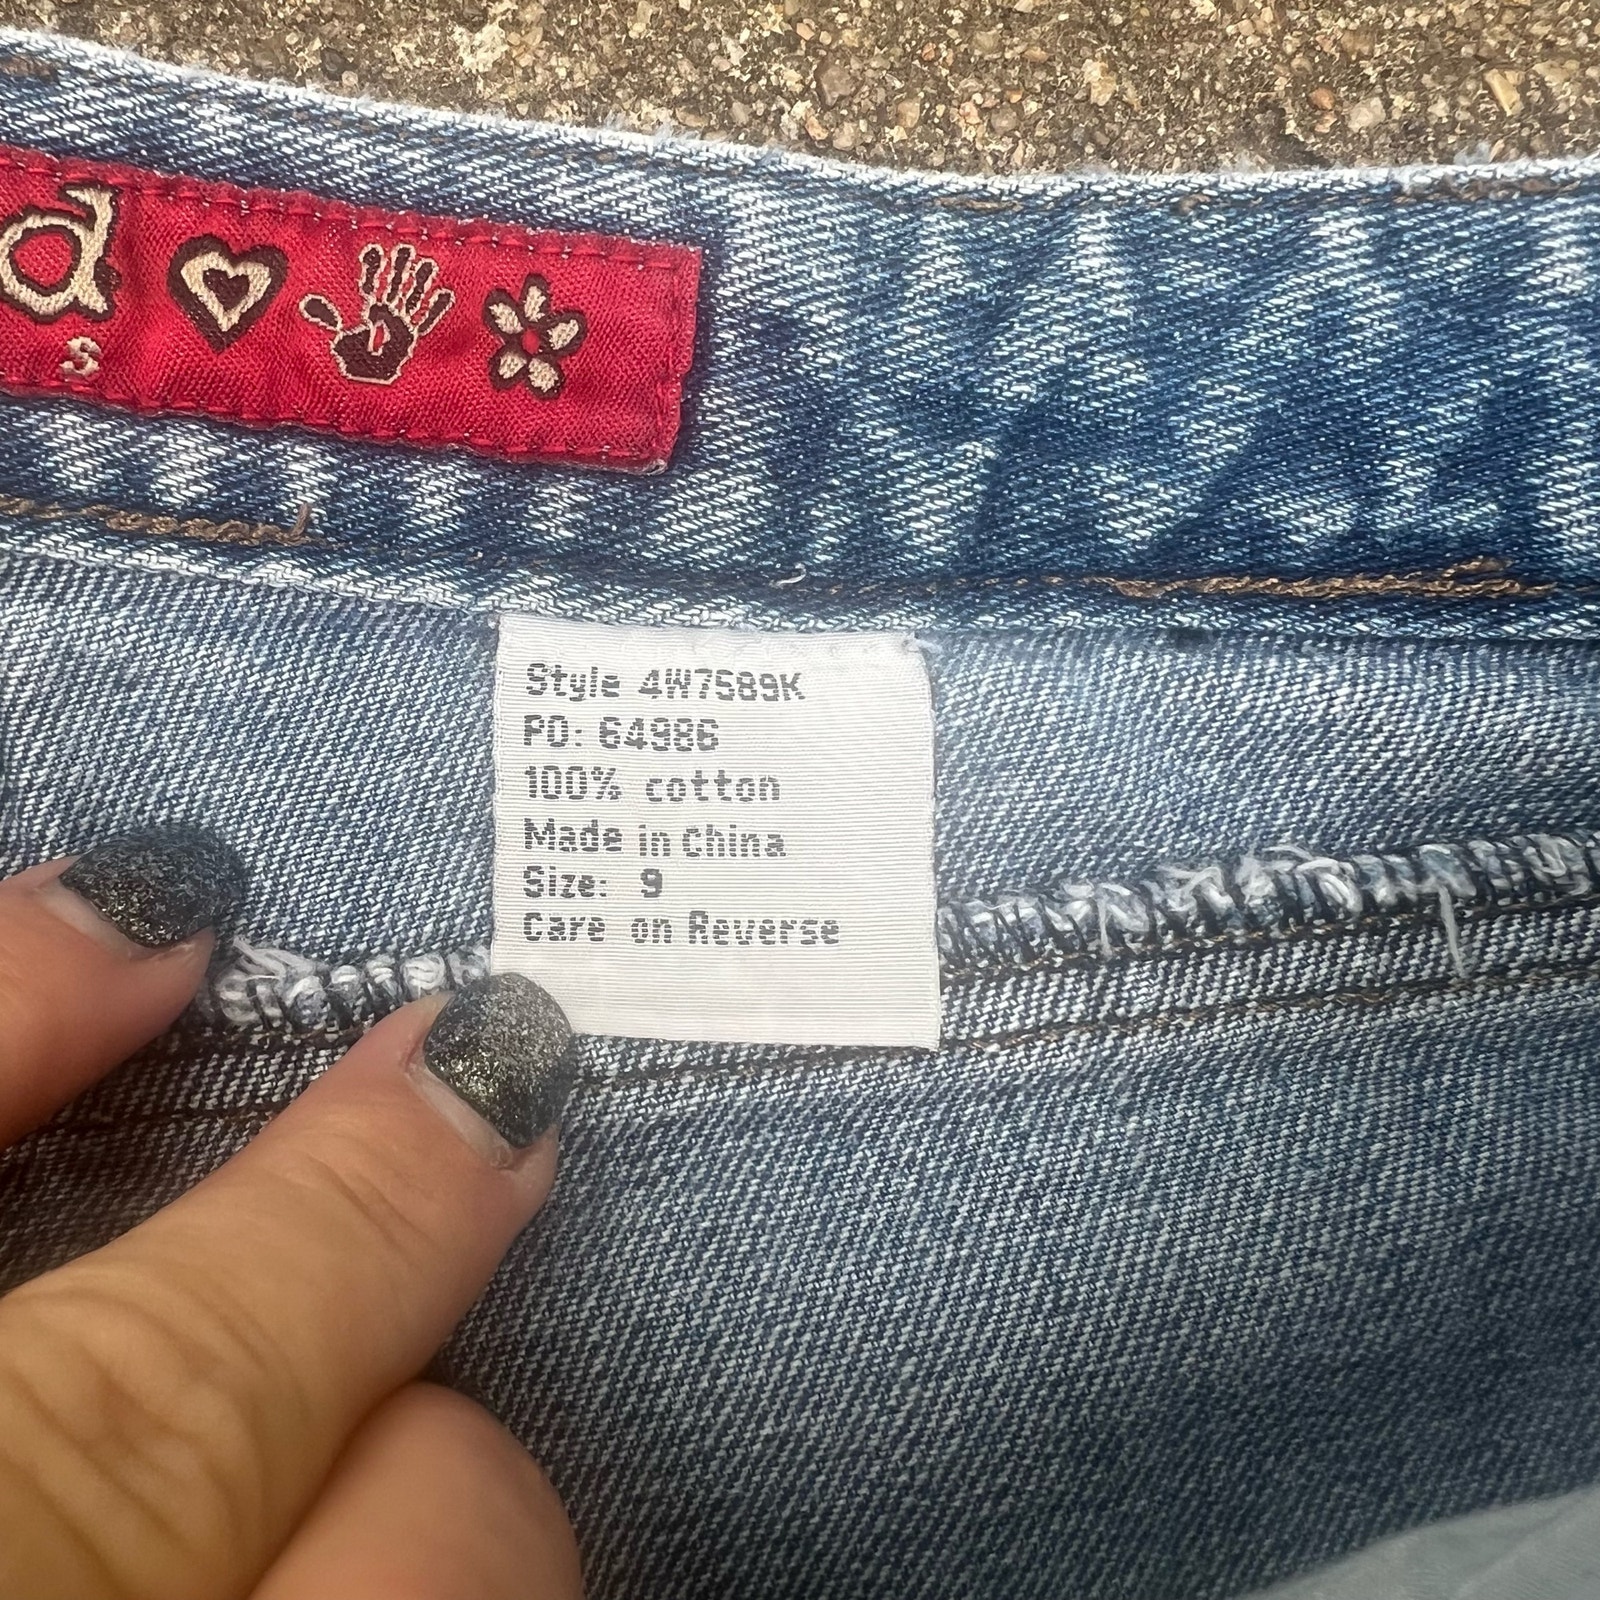 a
s
Style 4W7589K
PO: 64986
100% cotton
Made in China
Size: 9
Care on Reverse